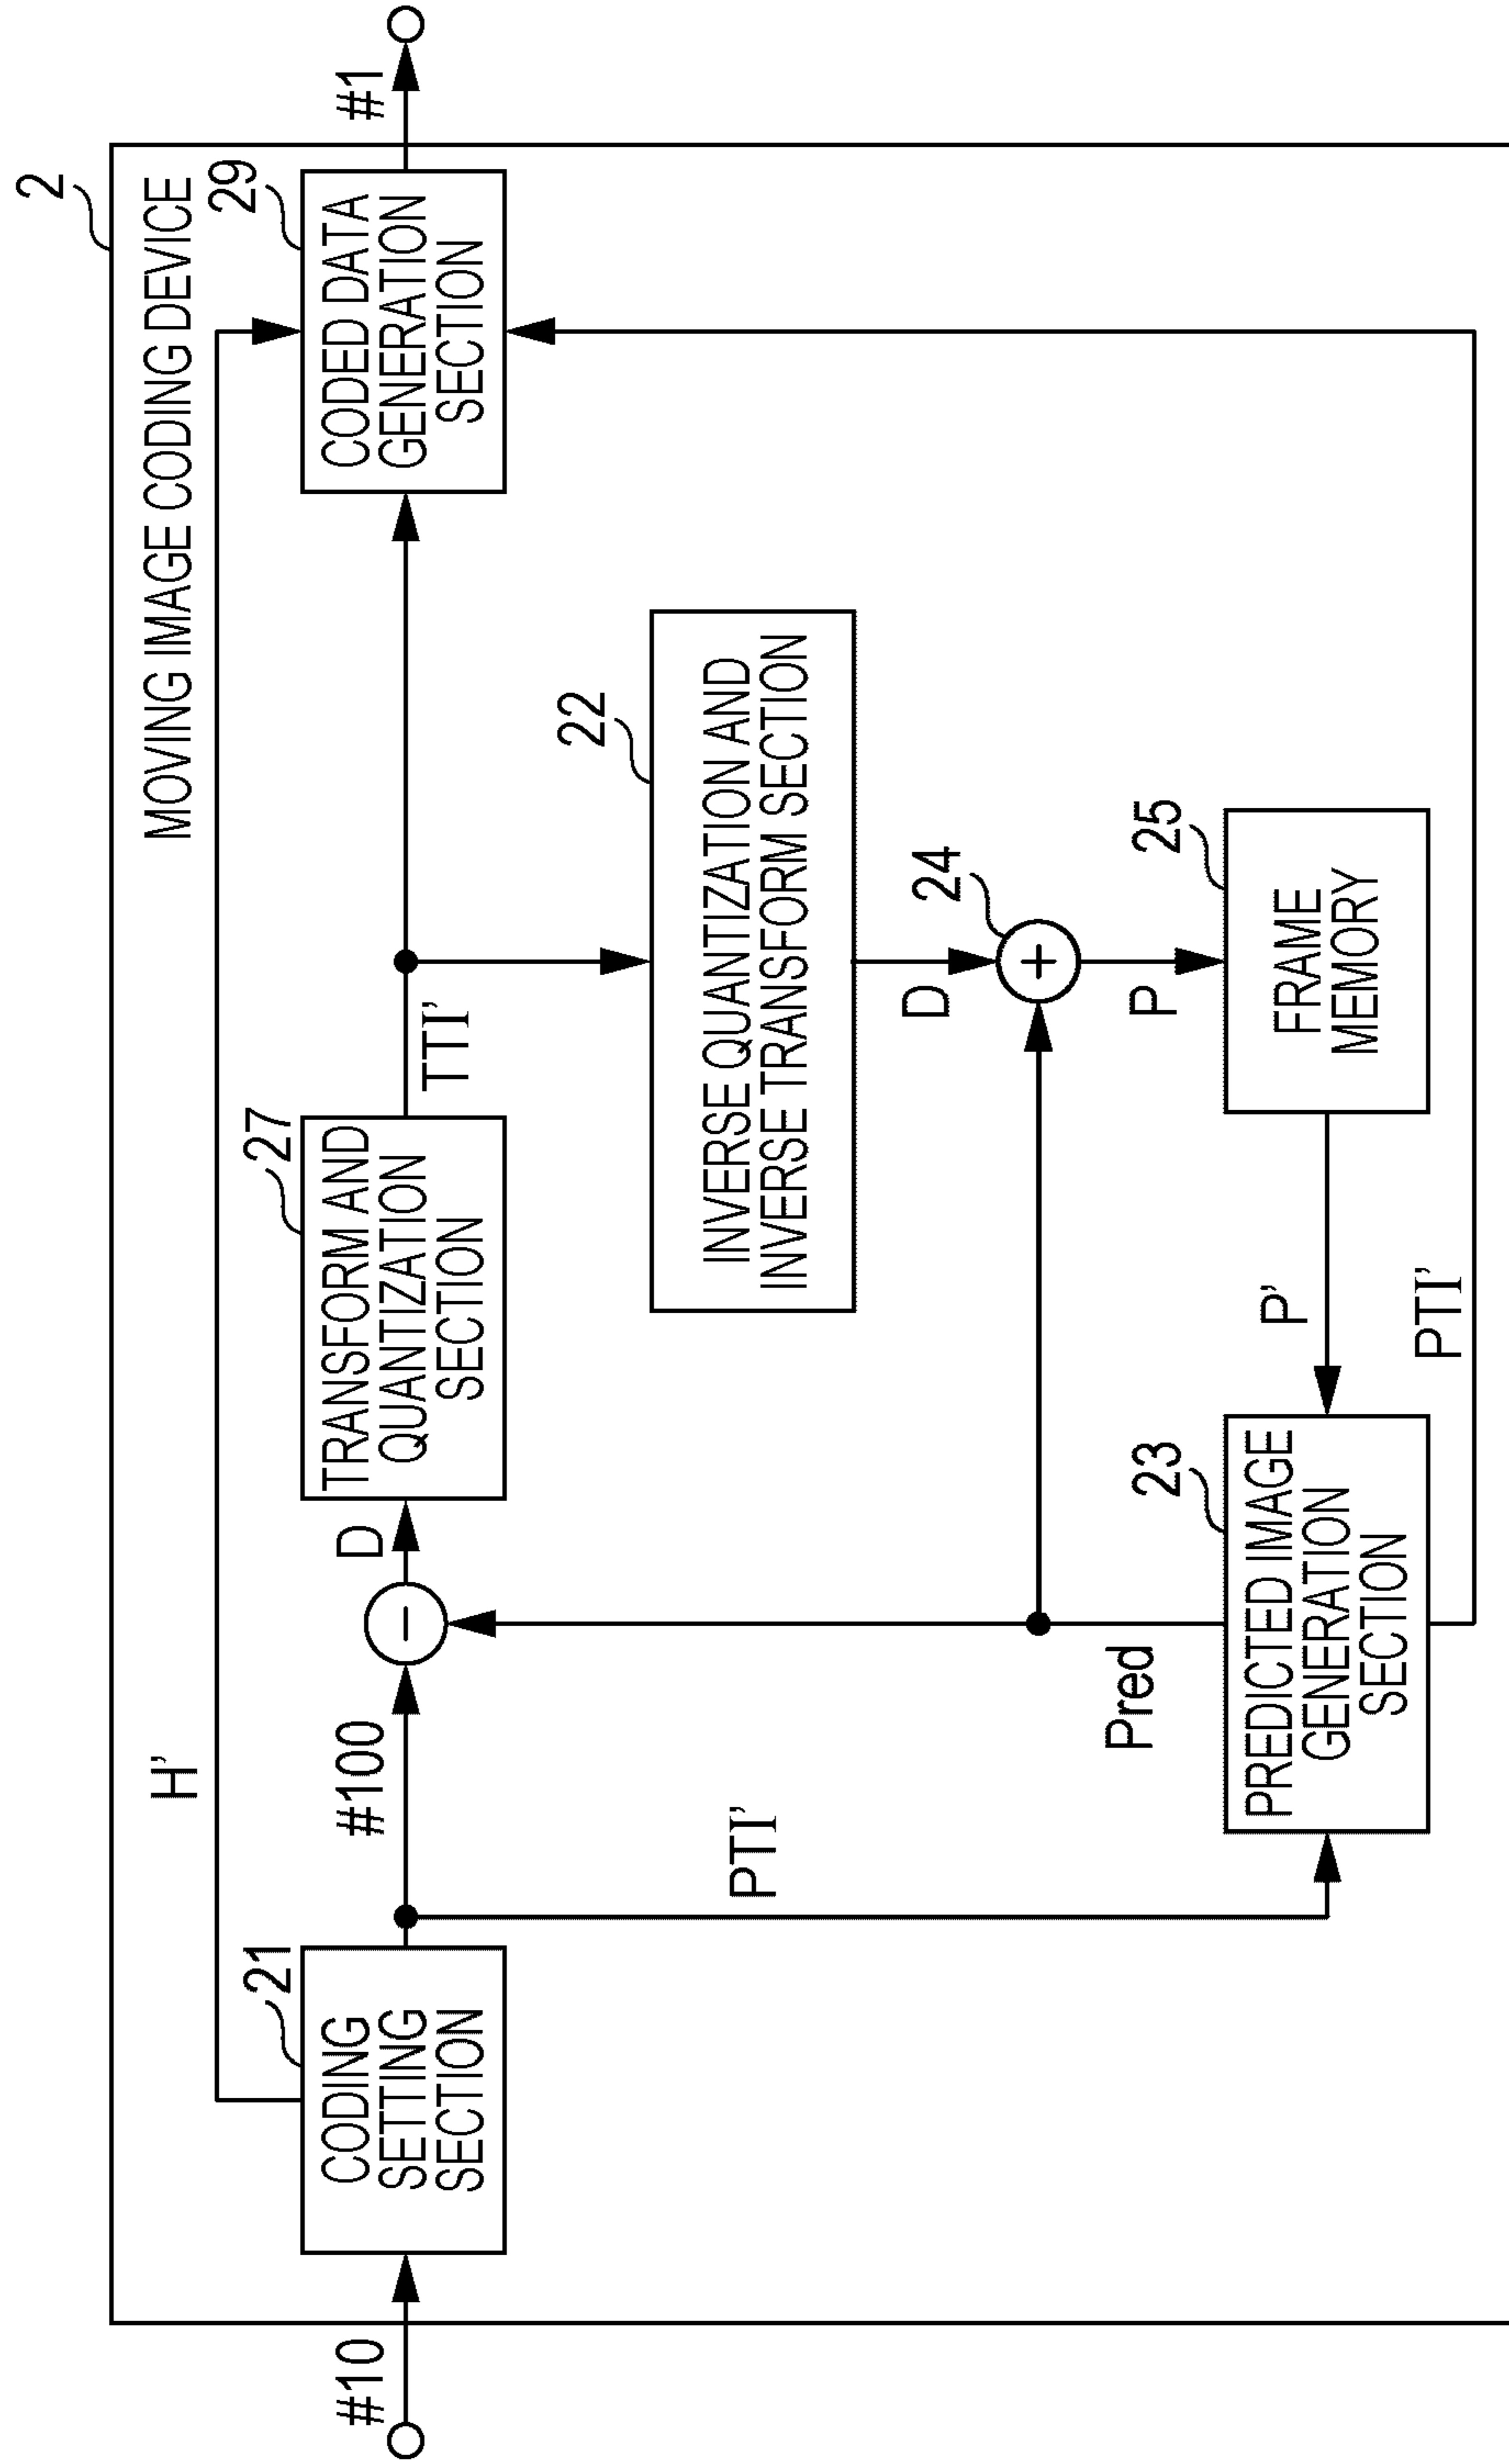 2
MOVING IMAGE CODING DEVICE
H'
#10
21
CODING
SETTING
SECTION
#100
D
27
TRANSFORM AND
QUANTIZATION
SECTION
TTI'
29
CODED DATA
GENERATION
SECTION
#1
22
INVERSE QUANTIZATION AND
INVERSE TRANSFORM SECTION
PTI'
D
24
+
−
P
Pred
23
PREDICTED IMAGE
GENERATION
SECTION
P'
25
FRAME
MEMORY
PTI'